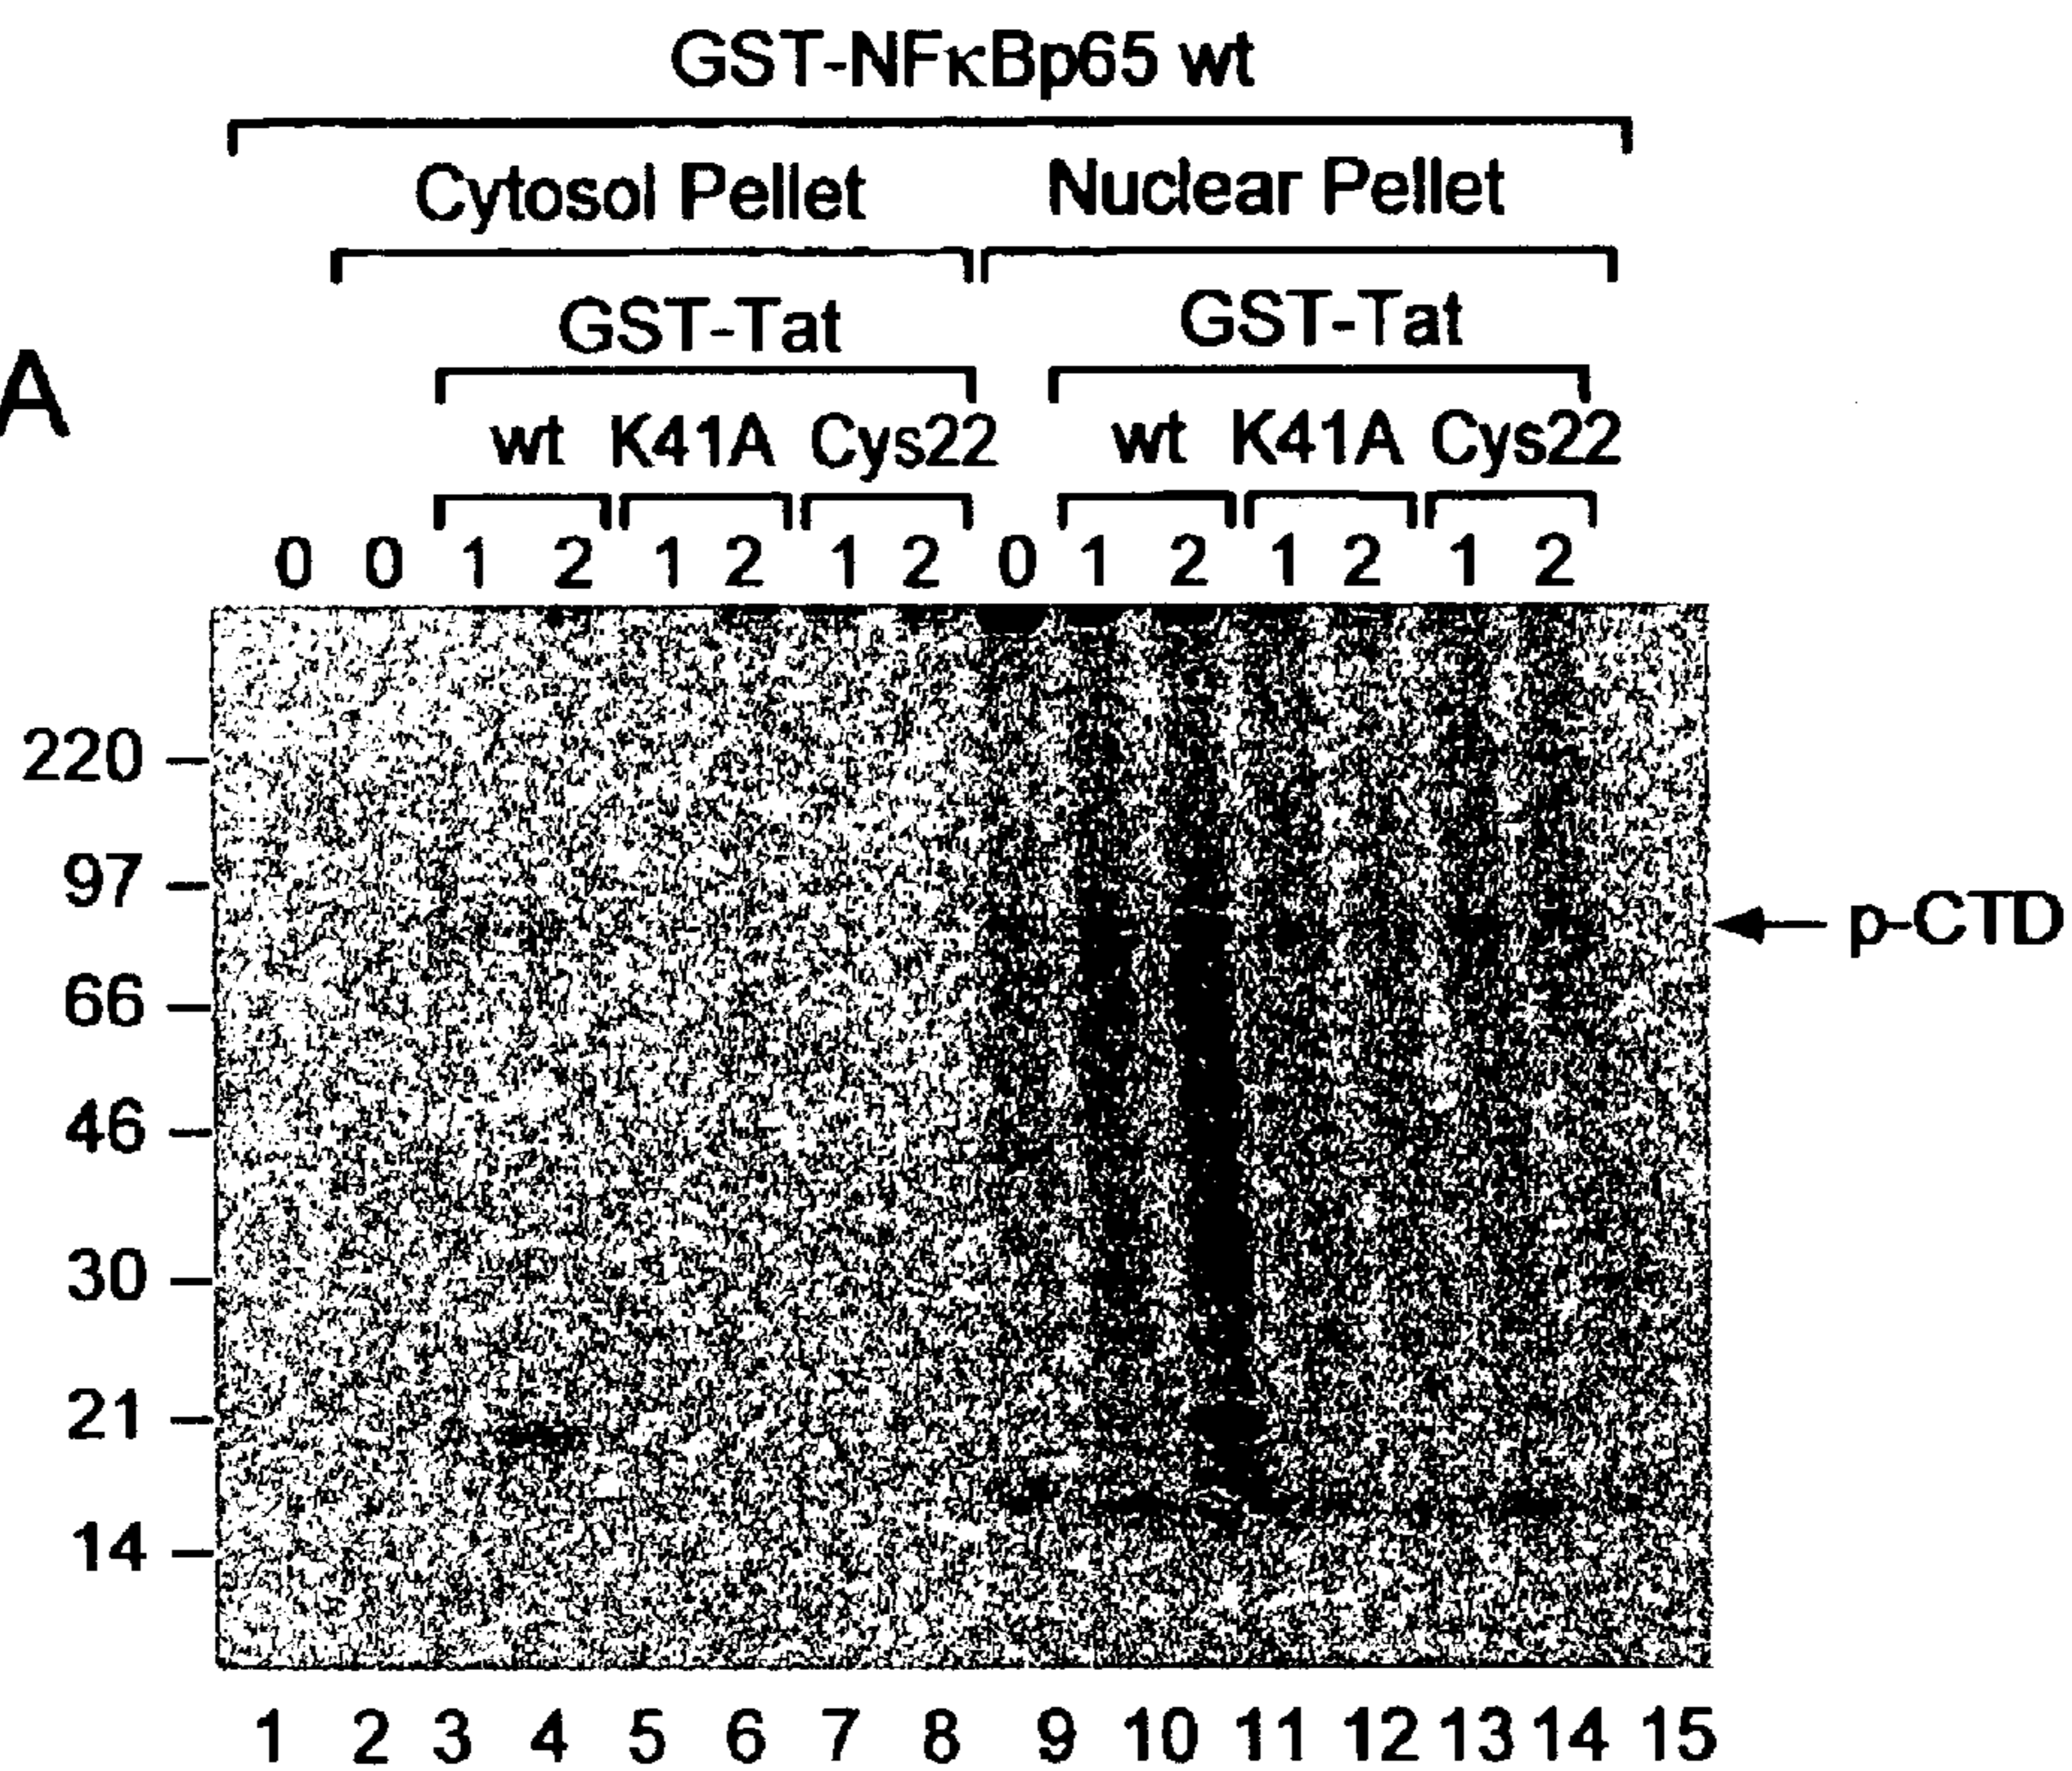 GST-NFκBp65 wt
Cytosol Pellet Nuclear Pellet
GST-Tat GST-Tat
A
wt K41A Cys22 wt K41A Cys22
0 0 1 2 1 2 1 2 0 1 2 1 2 1 2
220
97
p-CTD
66
46
30
21
14
1 2 3 4 5 6 7 8 9 10 11 12 13 14 15